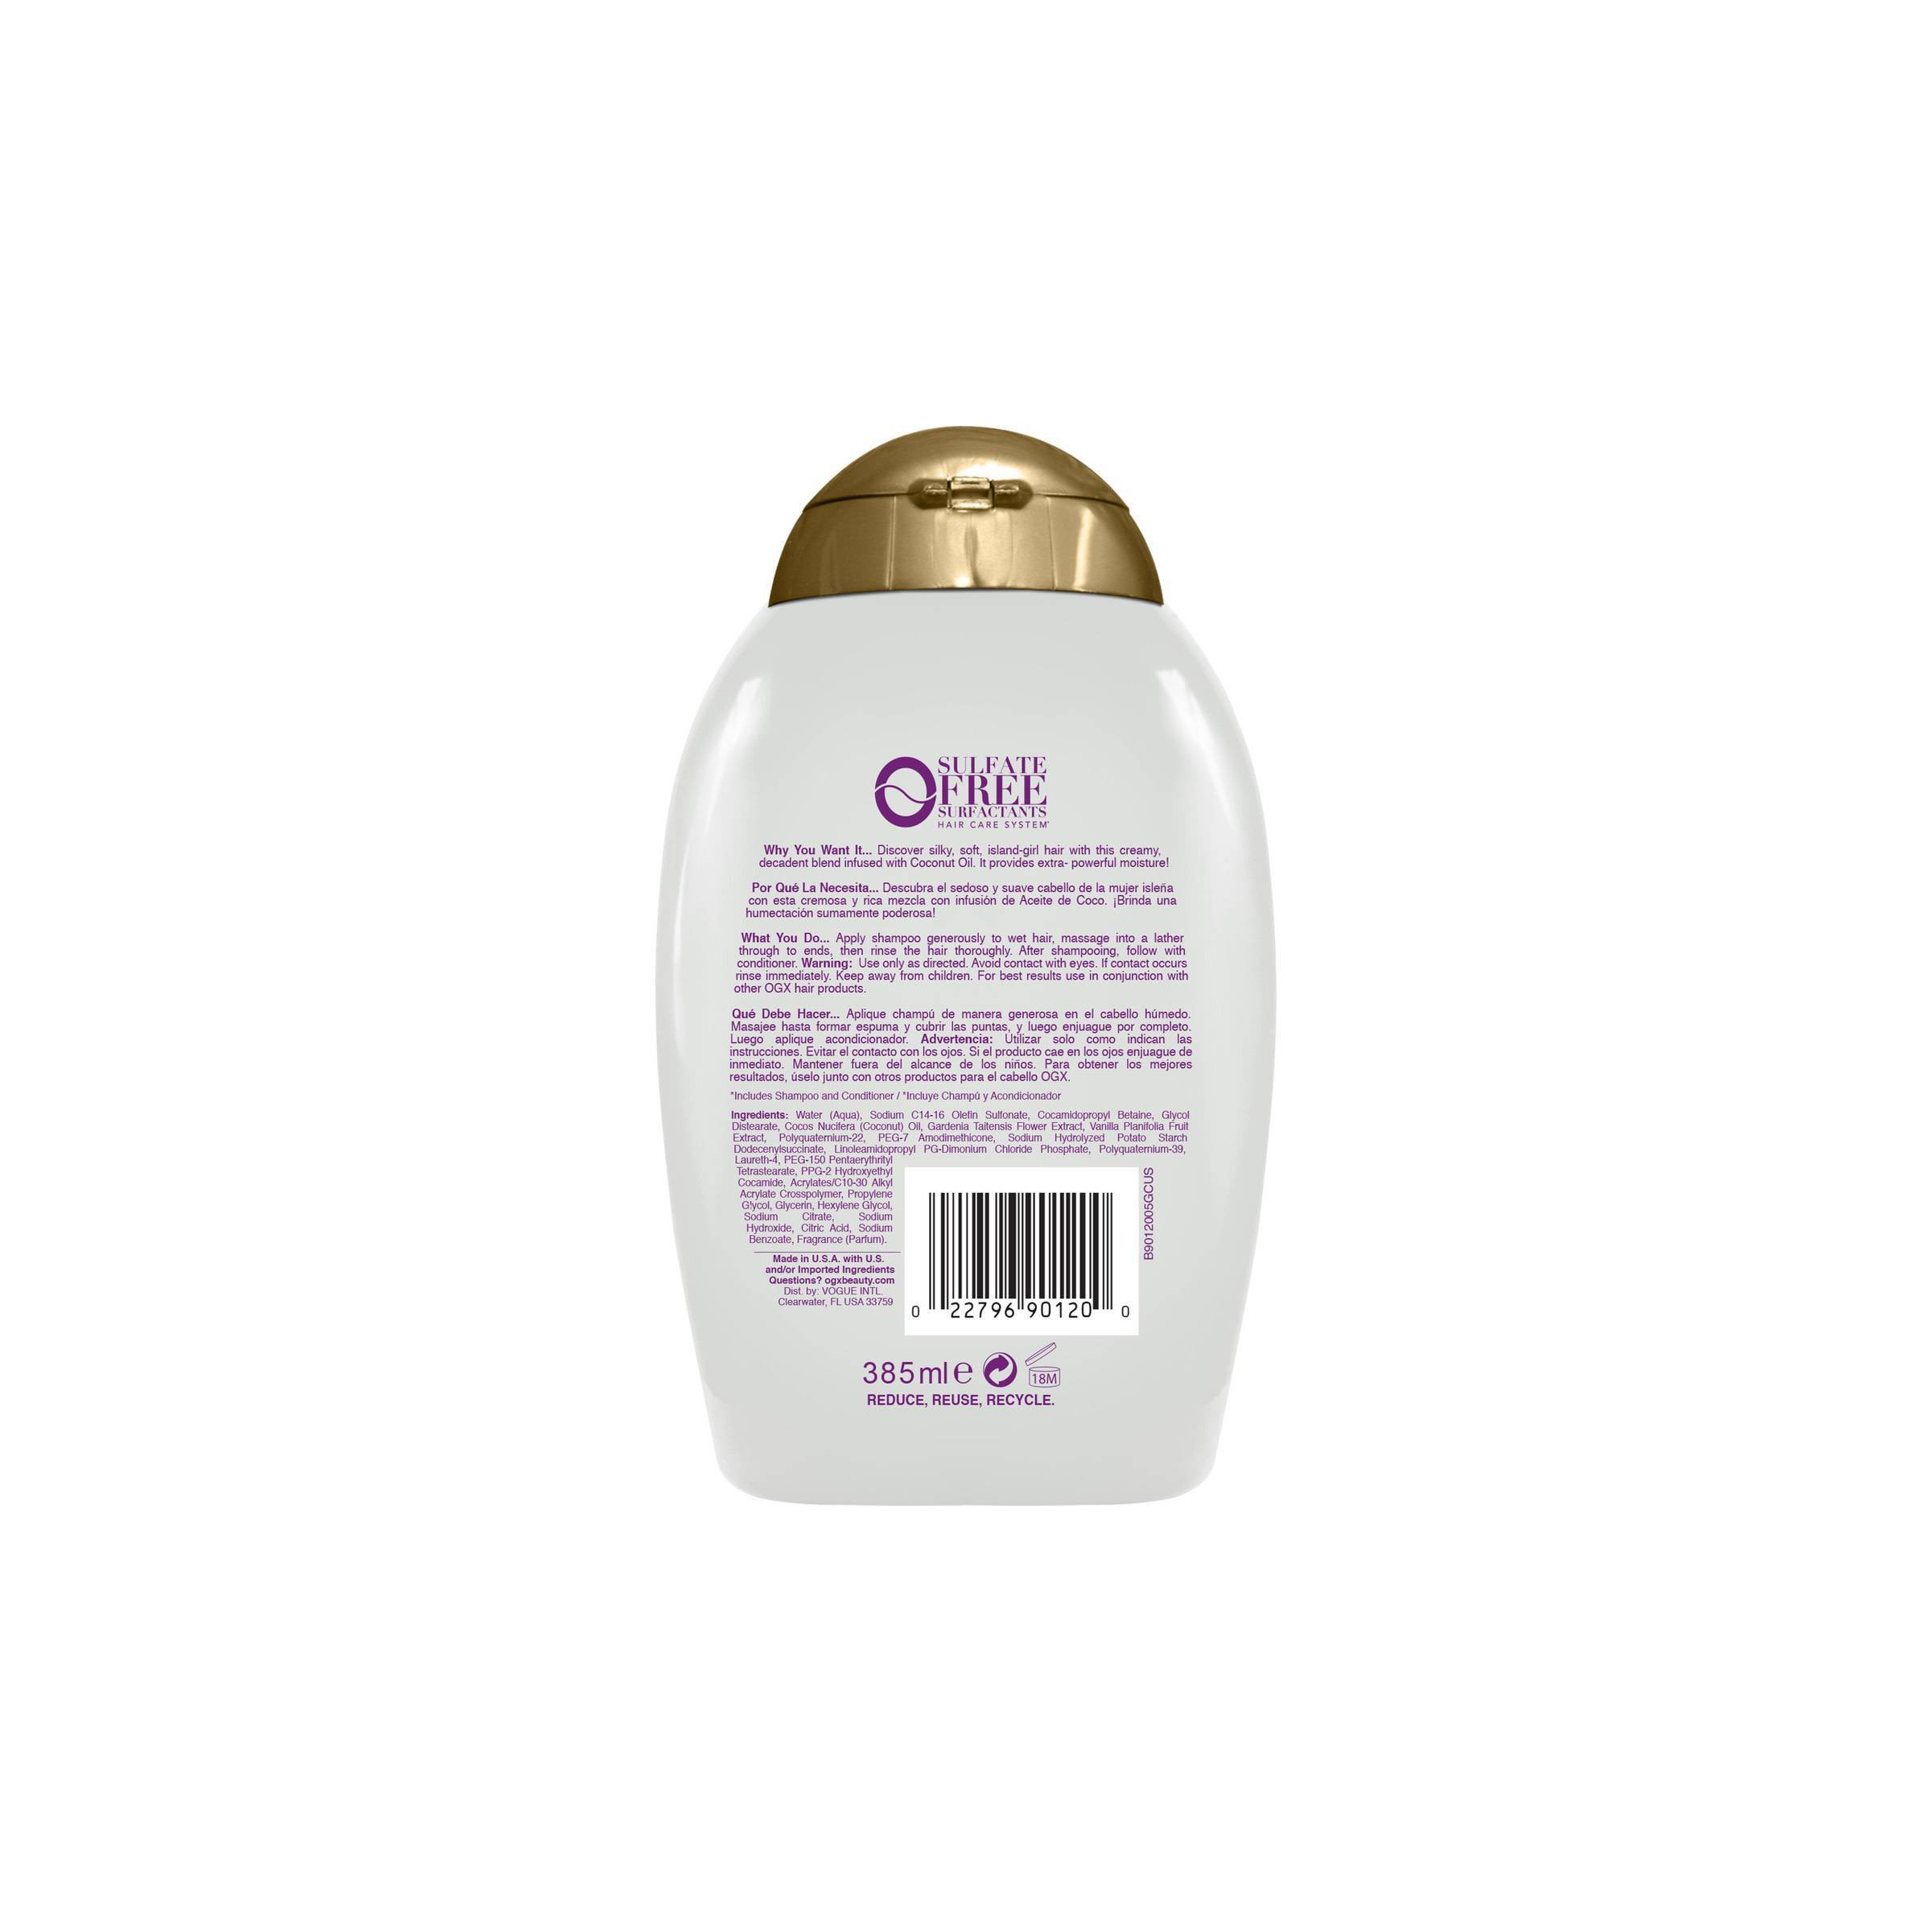 SULFATE
FREE
SURFACTANTS
HAIR CARE SYSTEM*
Why You Want It... Discover silky, soft, island-girl hair with this creamy,
decadent blend infused with Coconut Oil. It provides extra- powerful moisture!
Por Qué La Necesita... Descubra el sedoso y suave cabello de la mujer isleña
con esta cremosa y rica mezcla con infusión de Aceite de Coco. ¡Brinda una
humectación sumamente poderosa!
What You Do... Apply shampoo generously to wet hair, massage into a lather
through to ends, then rinse the hair thoroughly. After shampooing, follow with
conditioner. Warning: Use only as directed. Avoid contact with eyes. If contact occurs
rinse immediately. Keep away from children. For best results use in conjunction with
other OGX hair products.
Qué Debe Hacer... Aplique champú de manera generosa en el cabello húmedo.
Masajee hasta formar espuma y cubrir las puntas, y luego enjuague por completo.
Luego aplique acondicionador. Advertencia: Utilizar solo como indican las
instrucciones. Evitar el contacto con los ojos. Si el producto cae en los ojos enjuague de
inmediato. Mantener fuera del alcance de los niños. Para obtener los mejores
resultados, úselo junto con otros productos para el cabello OGX.
*Includes Shampoo and Conditioner / *Incluye Champú y Acondicionador
Ingredients: Water (Aqua), Sodium C14-16 Olefin Sulfonate, Cocamidopropyl Betaine, Glycol
Distearate, Cocos Nucifera (Coconut) Oil, Gardenia Taitensis Flower Extract, Vanilla Planifolia Fruit
Extract, Polyquaternium-22, PEG-7 Amodimethicone, Sodium Hydrolyzed Potato Starch
Dodecenylsuccinate, Linoleamidopropyl PG-Dimonium Chloride Phosphate, Polyquaternium-39,
Laureth-4, PEG-150 Pentaerythrityl
Tetrastearate, PPG-2 Hydroxyethyl
Cocamide, Acrylates/C10-30 Alkyl
Acrylate Crosspolymer, Propylene
Glycol, Glycerin, Hexylene Glycol,
Sodium Citrate, Sodium
Hydroxide, Citric Acid, Sodium
Benzoate, Fragrance (Parfum).
Made in U.S.A. with U.S.
and/or Imported Ingredients
Questions? ogxbeauty.com
Dist. by: VOGUE INTL.
Clearwater, FL USA 33759
0 22796 90120 0
B9012005GCUS
385ml e
18M
REDUCE, REUSE, RECYCLE.